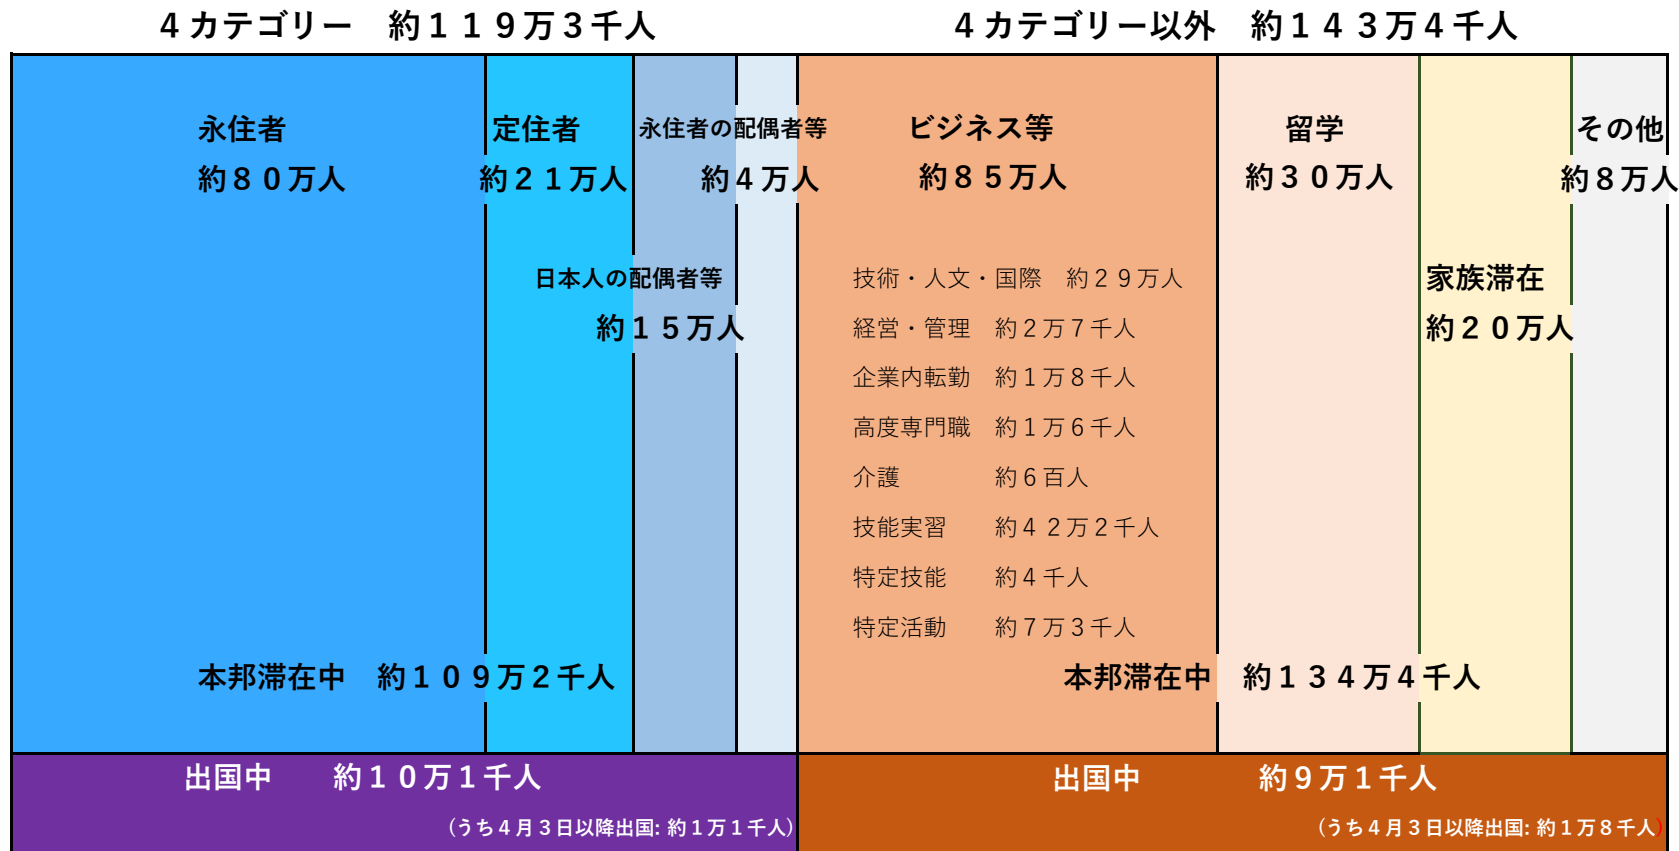 ４カテゴリー　約１１９万３千人
４カテゴリー以外　約１４３万４千人
永住者
約８０万人
定住者
約２１万人
永住者の配偶者等
約４万人
日本人の配偶者等
約１５万人
本邦滞在中　約１０９万２千人
ビジネス等
約８５万人
技術・人文・国際　約２９万人
経営・管理　約２万７千人
企業内転勤　約１万８千人
高度専門職　約１万６千人
介護　　　　約６百人
技能実習　　約４２万２千人
特定技能　　約４千人
特定活動　　約７万３千人
留学
約３０万人
家族滞在
約２０万人
その他
約８万人
本邦滞在中　約１３４万４千人
出国中　　約１０万１千人
(うち４月３日以降出国: 約１万１千人)
出国中　　　　約９万１千人
(うち４月３日以降出国: 約１万８千人)